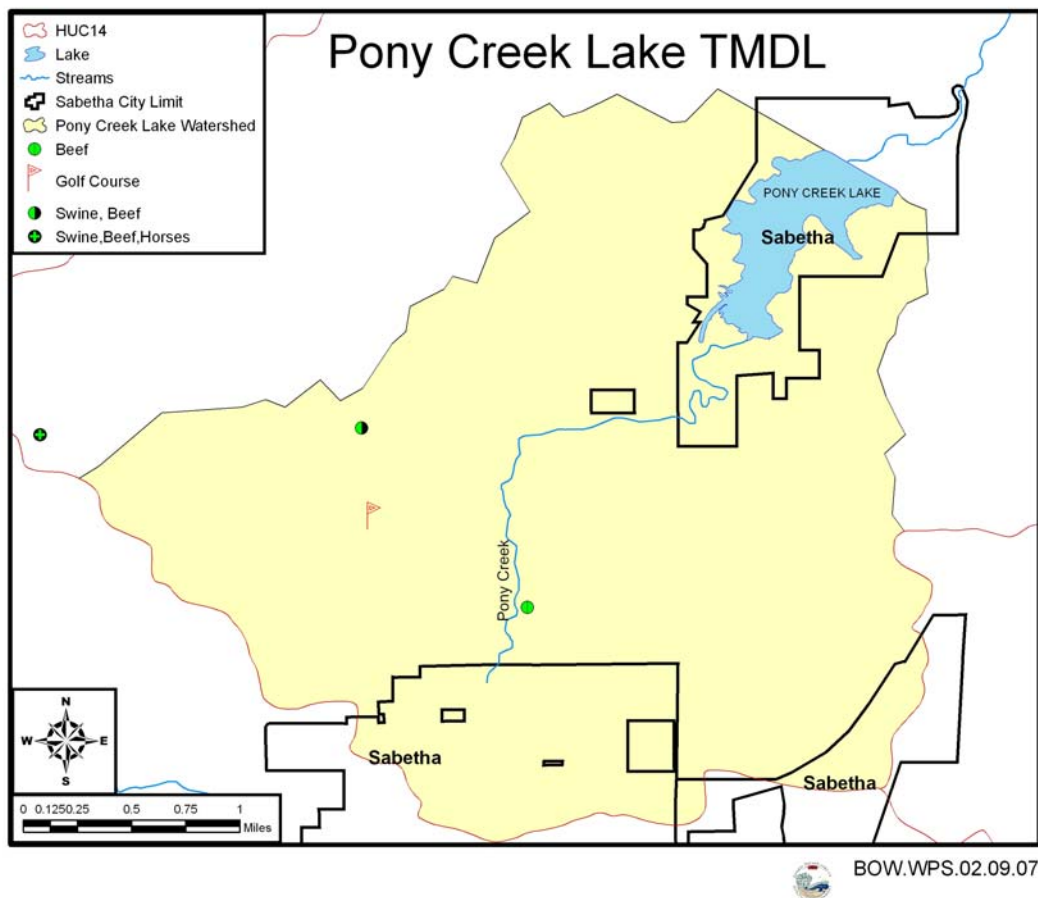 Pony Creek Lake TMDL
HUC14
Lake
Streams
Sabetha City Limit
Pony Creek Lake Watershed
Beef
Golf Course
Swine, Beef
Swine,Beef,Horses
PONY CREEK LAKE
Sabetha
Pony Creek
Sabetha
Sabetha
N
W E
S
0 0.1250.25 0.5 0.75 1
Miles
BOW.WPS.02.09.07